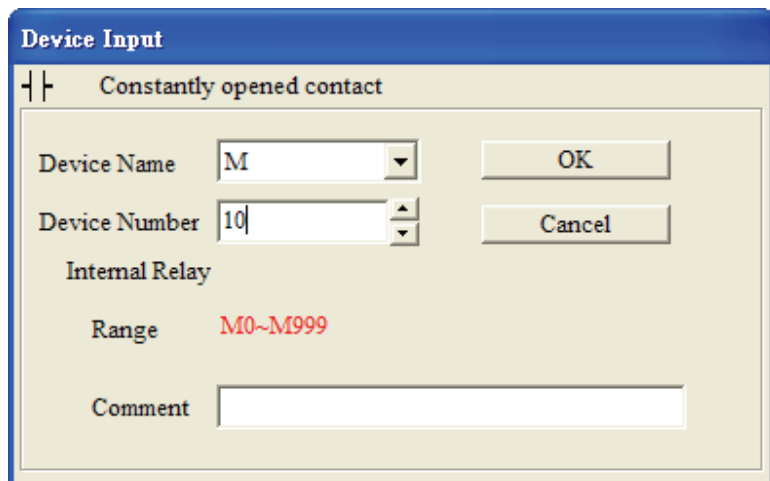 Device Input
Constantly opened contact
Device Name M OK
Device Number 10 Cancel
Internal Relay
Range M0~M999
Comment